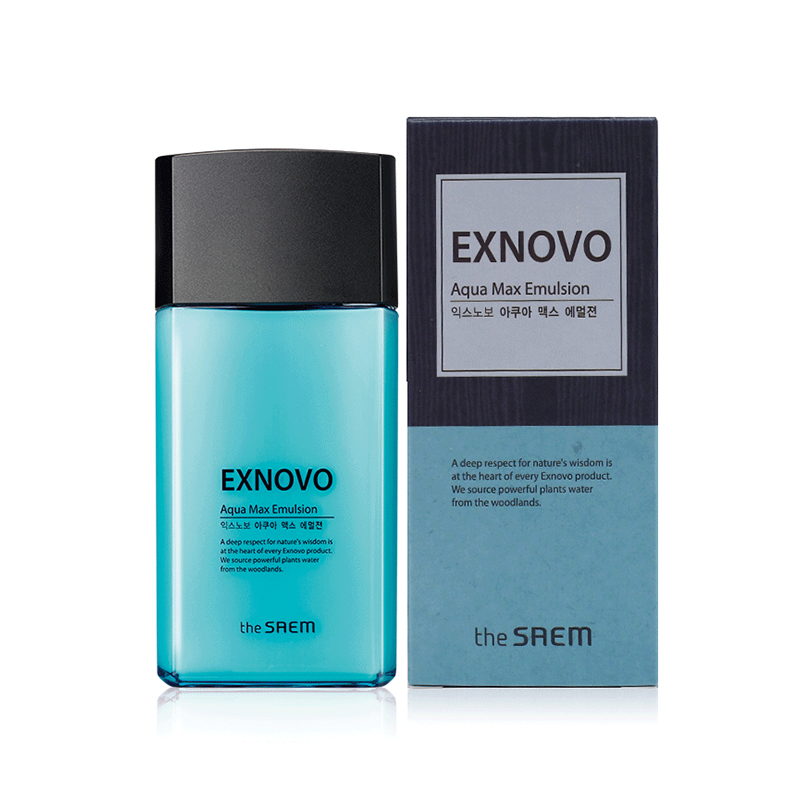 EXNOVO
Aqua Max Emulsion
익스노보 아쿠아 맥스 에멀젼
A deep respect for nature's wisdom is
at the heart of every Exnovo product.
We source powerful plants water
from the woodlands.
the SAEM
EXNOVO
Aqua Max Emulsion
익스노보 아쿠아 맥스 에멀젼
A deep respect for nature's wisdom is
at the heart of every Exnovo product.
We source powerful plants water
from the woodlands.
the SAEM